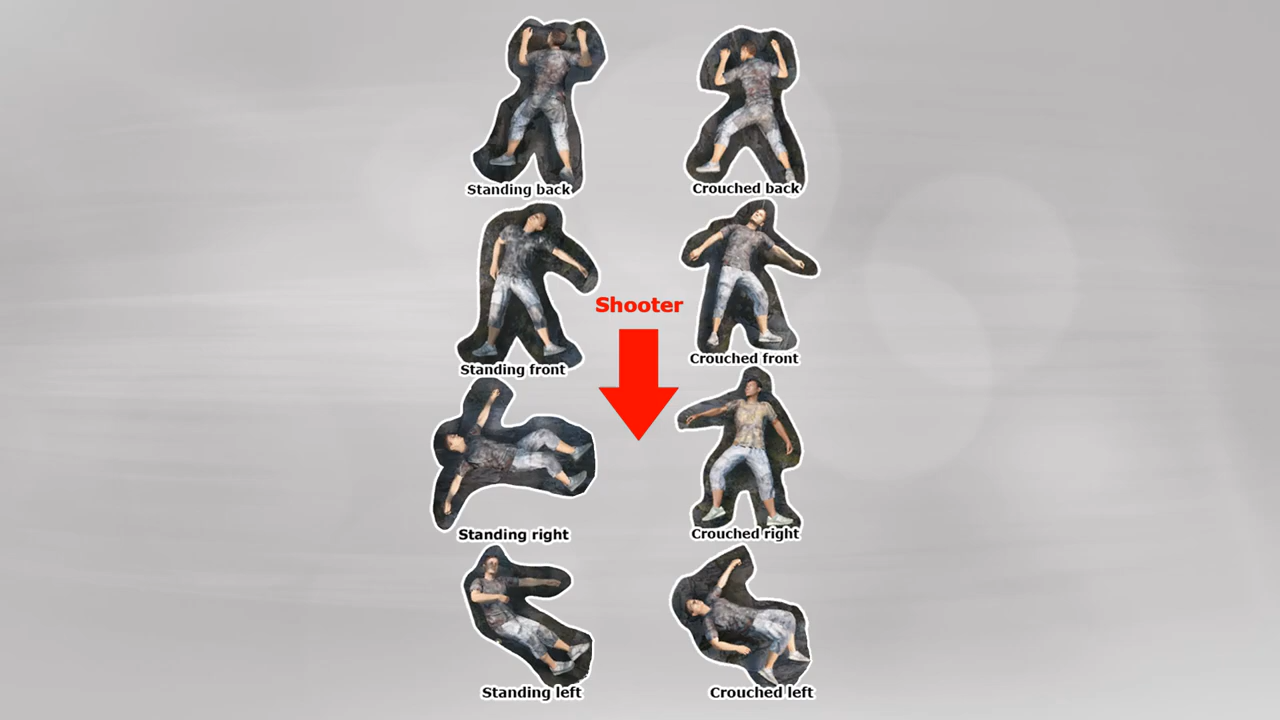 Standing back
Crouched back
Shooter
Standing front
Crouched front
Standing right
Crouched right
Standing left
Crouched left